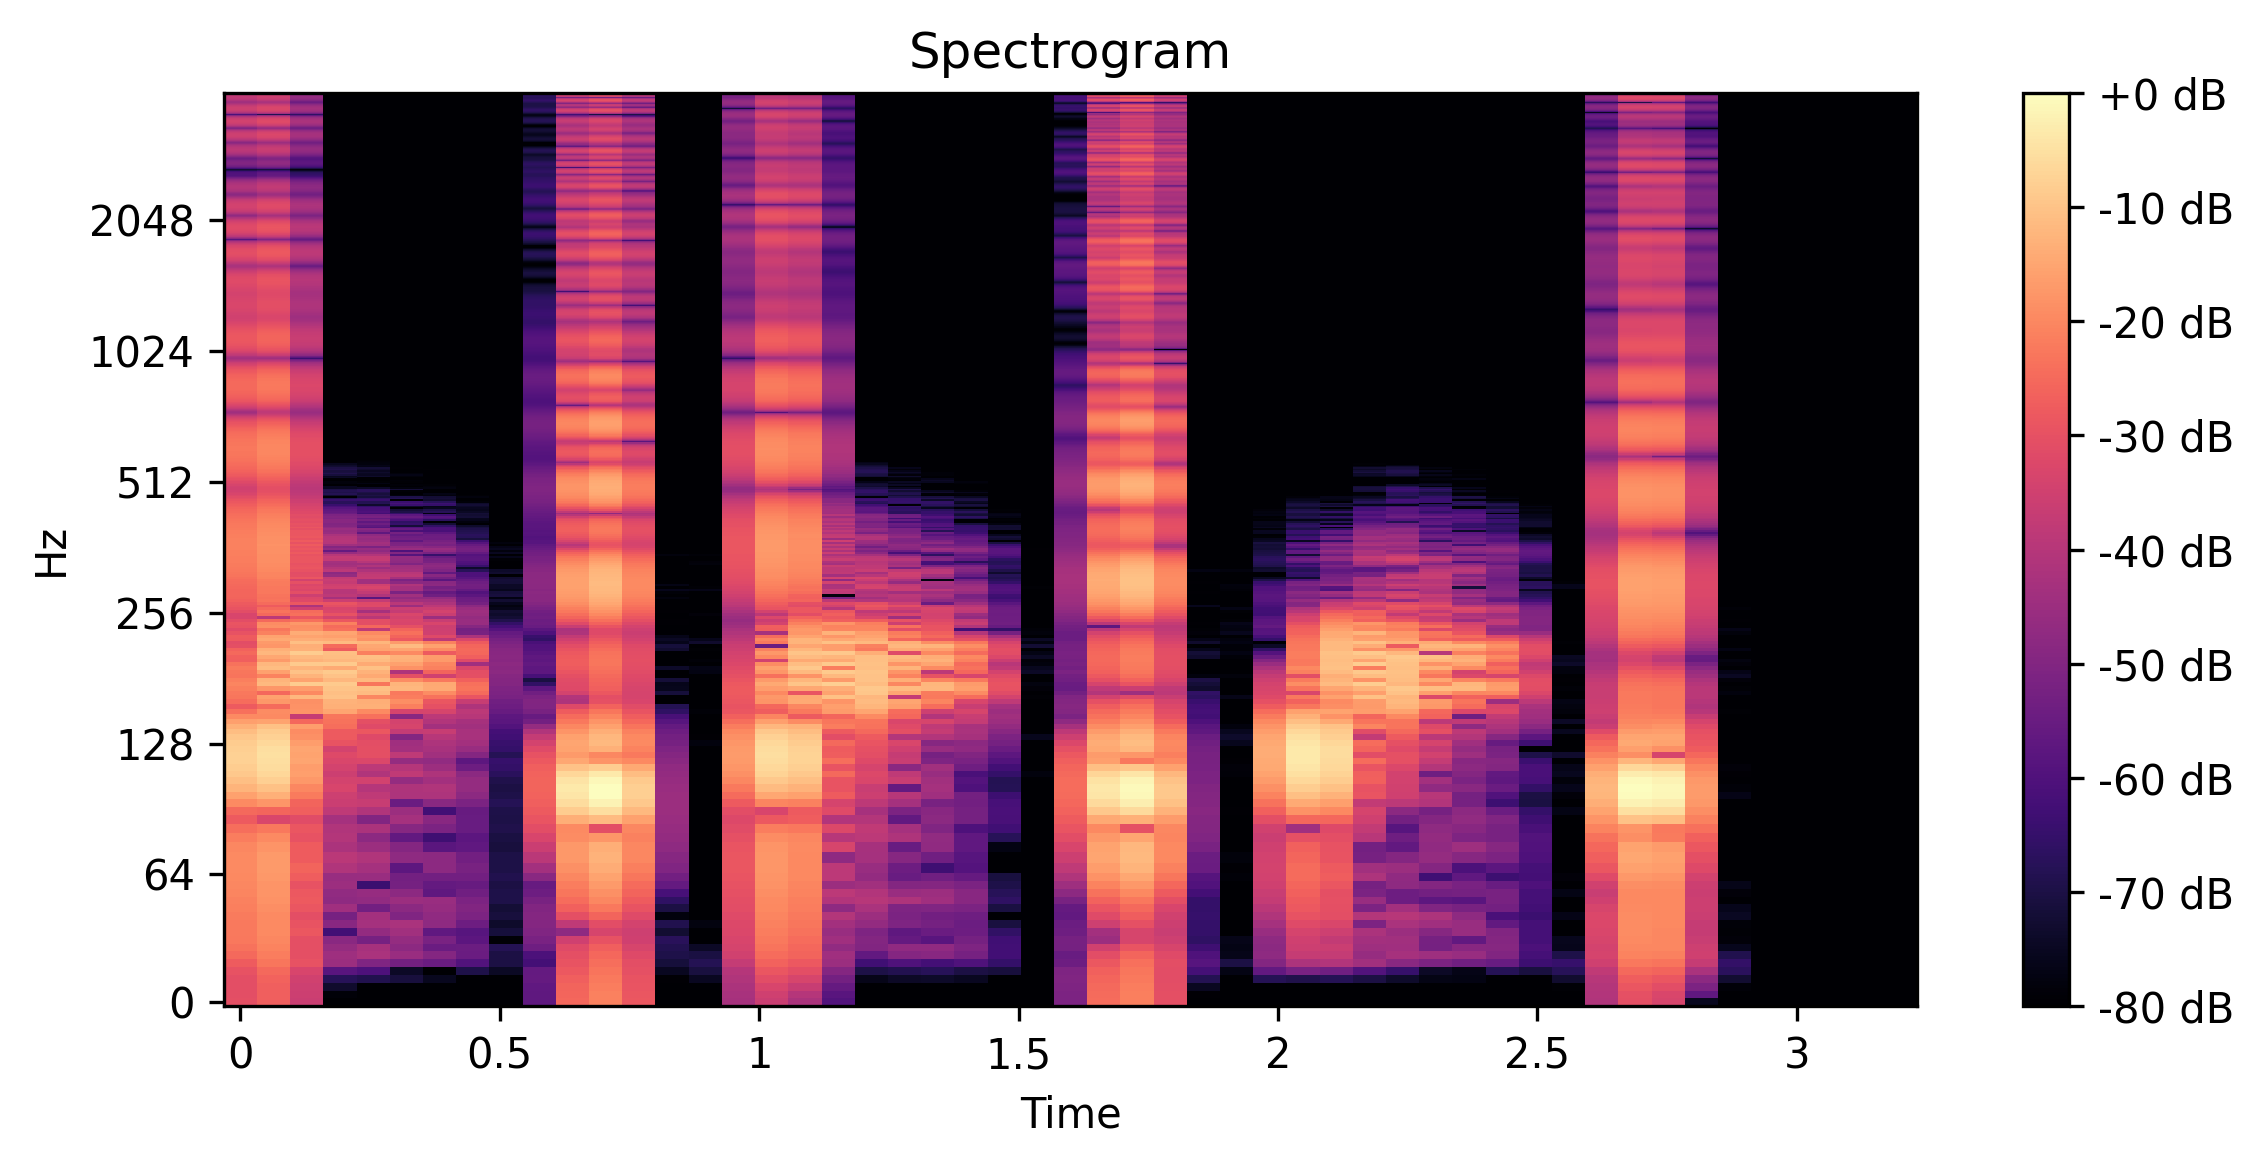 Spectrogram
+0 dB
-10 dB
-20 dB
-30 dB
-40 dB
-50 dB
-60 dB
-70 dB
-80 dB
Hz
2048
1024
512
256
128
64
0
0 0.5 1 1.5 2 2.5 3
Time